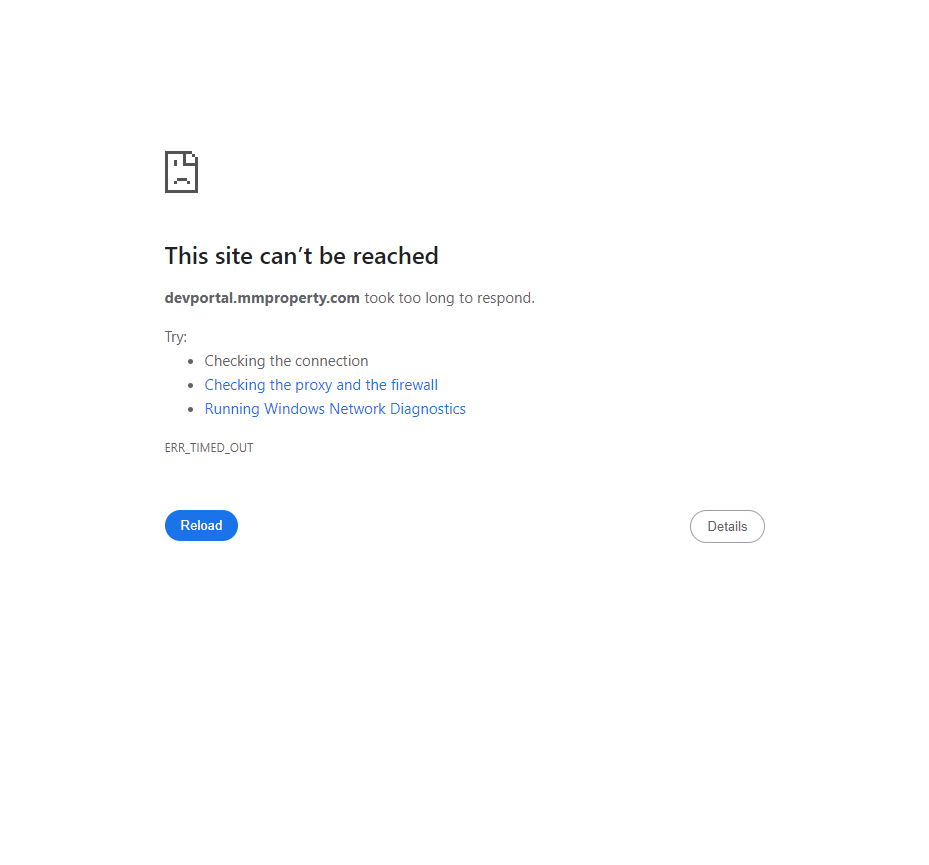 This site can’t be reached
devportal.mmproperty.com took too long to respond.
Try:
• Checking the connection
• Checking the proxy and the firewall
• Running Windows Network Diagnostics
ERR_TIMED_OUT
Reload
Details